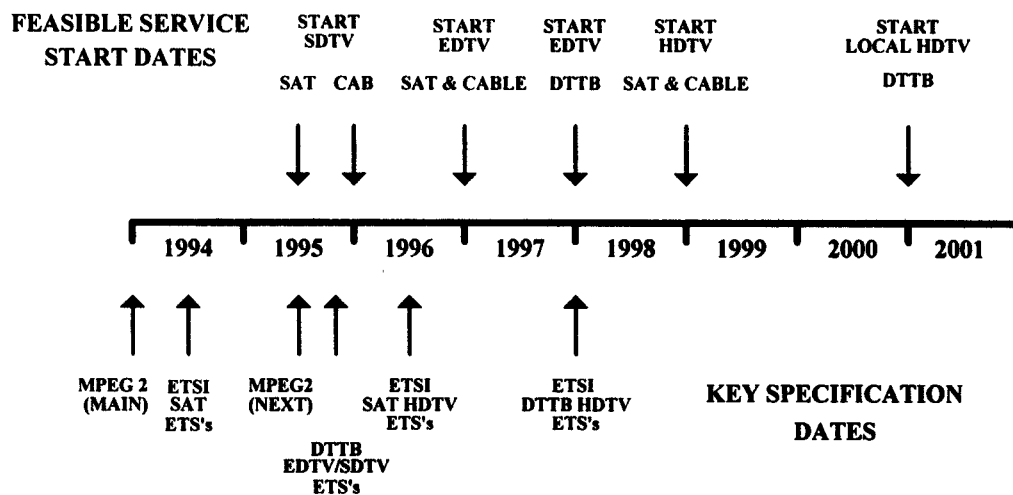 FEASIBLE SERVICE
START DATES
START
SDTV
SAT CAB
START
EDTV
SAT & CABLE
START
EDTV
DTTB
START
HDTV
SAT & CABLE
START
LOCAL HDTV
DTTB
1994 1995 1996 1997 1998 1999 2000 2001
MPEG 2
(MAIN)
ETSI
SAT
ETS's
MPEG2
(NEXT)
DTTB
EDTV/SDTV
ETS's
ETSI
SAT HDTV
ETS's
ETSI
DTTB HDTV
ETS's
KEY SPECIFICATION
DATES